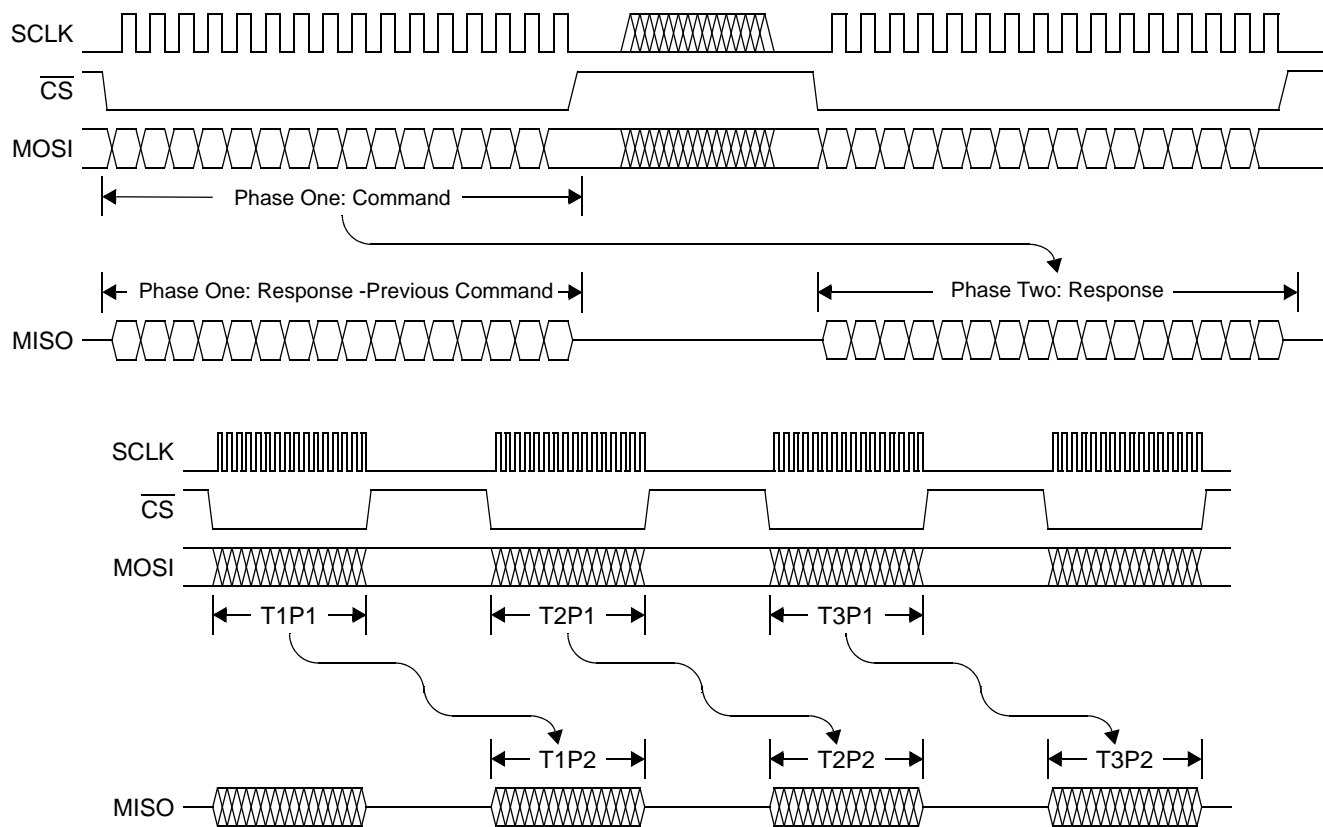 SCLK
CS
MOSI
Phase One: Command
Phase One: Response -Previous Command
Phase Two: Response
MISO
SCLK
CS
MOSI
T1P1
T2P1
T3P1
T1P2
T2P2
T3P2
MISO